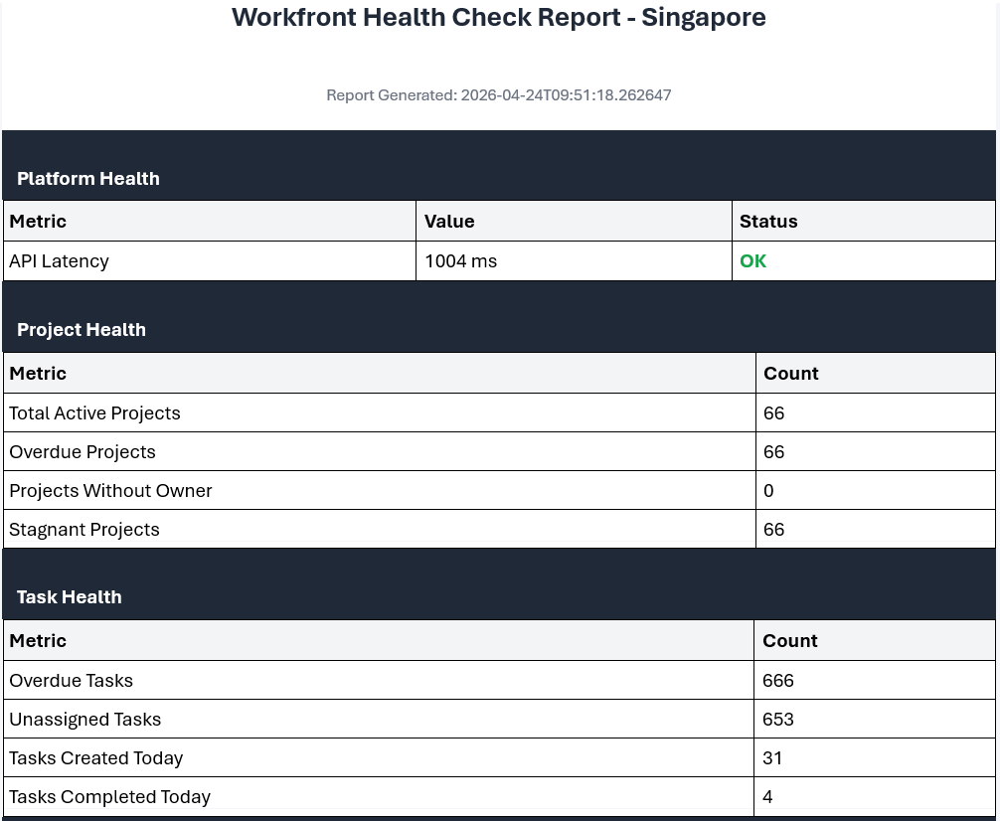 Workfront Health Check Report - Singapore
Report Generated: 2026-04-24T09:51:18.262647
Platform Health
Metric Value Status
API Latency 1004 ms OK
Project Health
Metric Count
Total Active Projects 66
Overdue Projects 66
Projects Without Owner 0
Stagnant Projects 66
Task Health
Metric Count
Overdue Tasks 666
Unassigned Tasks 653
Tasks Created Today 31
Tasks Completed Today 4